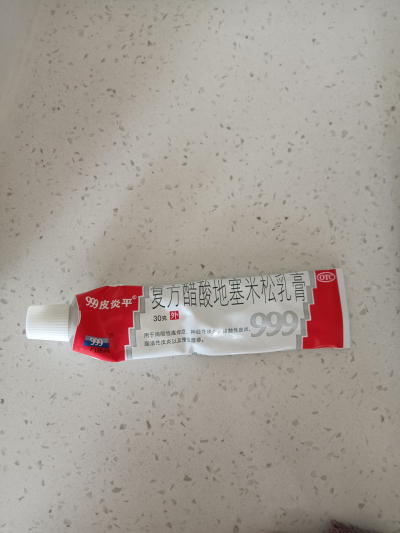 999皮炎平®
复方醋酸地塞米松乳膏
OTC
30克 外
999
用于局限性瘙痒症、神经性皮炎、接触性皮炎、
脂溢性皮炎以及慢性湿疹。
999